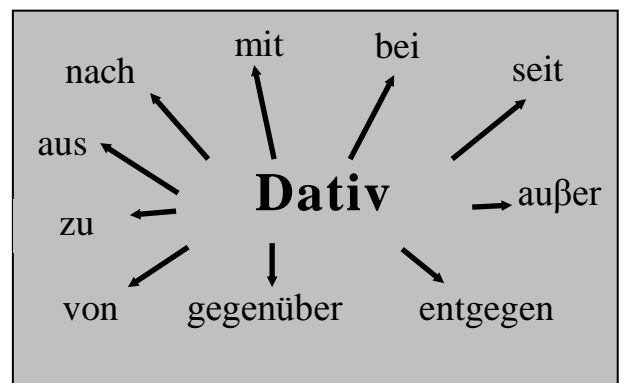 mit
bei
nach
seit
aus
Dativ
auβer
zu
von
gegenüber
entgegen